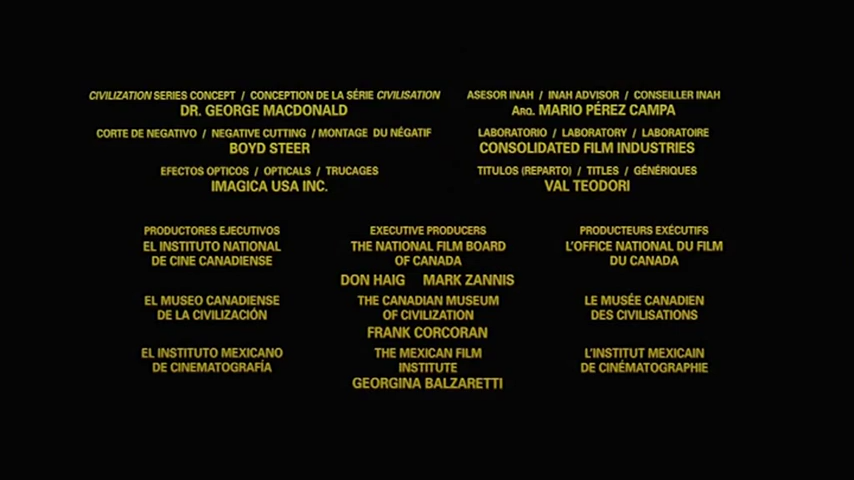 CIVILIZATION SERIES CONCEPT / CONCEPTION DE LA SÉRIE CIVILISATION
DR. GEORGE MACDONALD
CORTE DE NEGATIVO / NEGATIVE CUTTING / MONTAGE DU NÉGATIF
BOYD STEER
EFECTOS OPTICOS / OPTICALS / TRUCAGES
IMAGICA USA INC.
ASESOR INAH / INAH ADVISOR / CONSEILLER INAH
ARQ. MARIO PÉREZ CAMPA
LABORATORIO / LABORATORY / LABORATOIRE
CONSOLIDATED FILM INDUSTRIES
TITULOS (REPARTO) / TITLES / GÉNÉRIQUES
VAL TEODORI
PRODUCTORES EJECUTIVOS
EL INSTITUTO NATIONAL
DE CINE CANADIENSE
EXECUTIVE PRODUCERS
THE NATIONAL FILM BOARD
OF CANADA
PRODUCTEURS EXÉCUTIFS
L'OFFICE NATIONAL DU FILM
DU CANADA
DON HAIG MARK ZANNIS
EL MUSEO CANADIENSE
DE LA CIVILIZACIÓN
THE CANADIAN MUSEUM
OF CIVILIZATION
LE MUSÉE CANADIEN
DES CIVILISATIONS
FRANK CORCORAN
EL INSTITUTO MEXICANO
DE CINEMATOGRAFÍA
THE MEXICAN FILM
INSTITUTE
L'INSTITUT MEXICAIN
DE CINÉMATOGRAPHIE
GEORGINA BALZARETTI